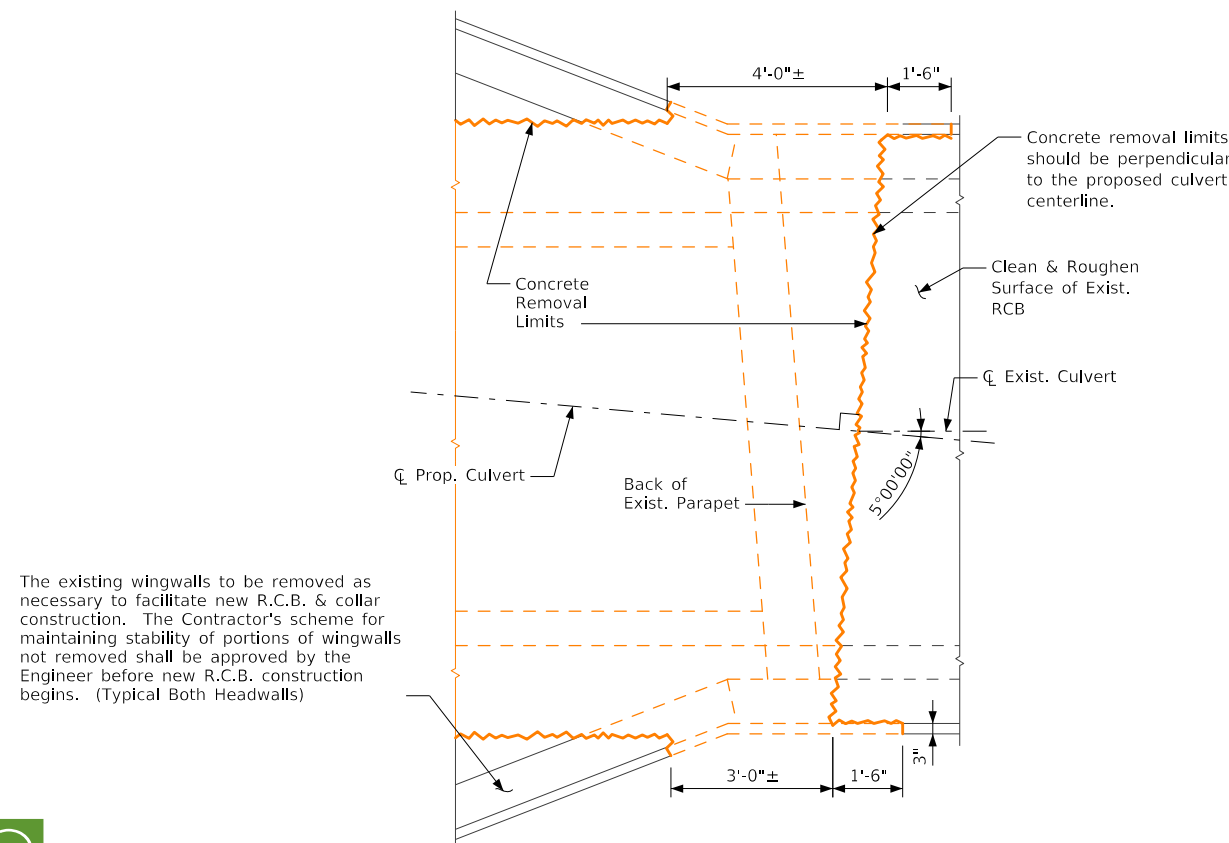 4'-0"±
1'-6"
Concrete removal limits
should be perpendicular
to the proposed culvert
centerline.
Concrete
Removal
Limits
Clean & Roughen
Surface of Exist.
RCB
℄ Exist. Culvert
℄ Prop. Culvert
Back of
Exist. Parapet
5°00'00"
The existing wingwalls to be removed as
necessary to facilitate new R.C.B. & collar
construction. The Contractor's scheme for
maintaining stability of portions of wingwalls
not removed shall be approved by the
Engineer before new R.C.B. construction
begins. (Typical Both Headwalls)
3'-0"±
1'-6"
3"